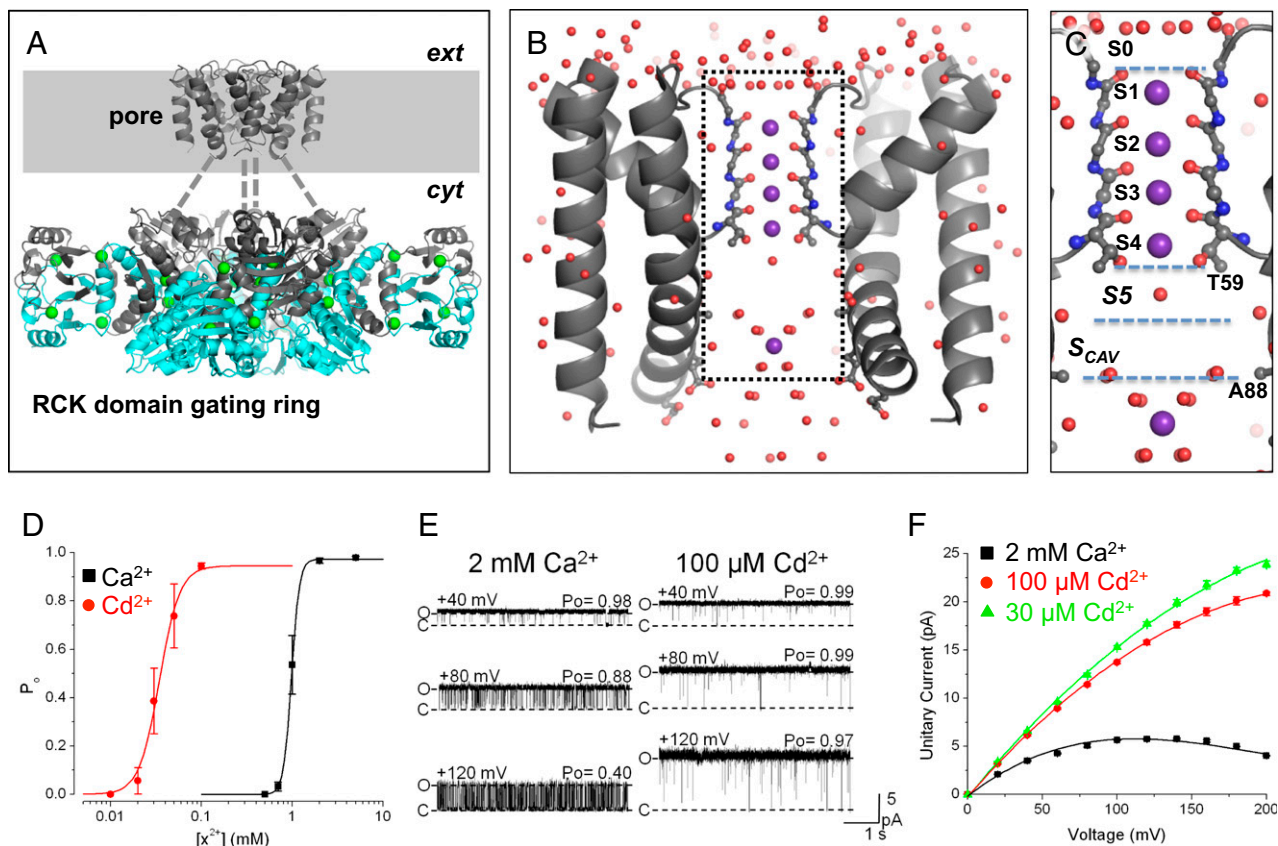 A
ext
pore
cyt
RCK domain gating ring
B
C
S0
S1
S2
S3
S4
T59
S5
S_CAV
A88
D
1.0
0.8
0.6
0.4
0.2
0.0
P_o
Ca²⁺
Cd²⁺
0.01 0.1 1 10
[x²⁺] (mM)
E
2 mM Ca²⁺ 100 µM Cd²⁺
+40 mV Po= 0.98
O
C
+40 mV Po= 0.99
O
C
+80 mV Po= 0.88
O
C
+80 mV Po= 0.99
O
C
+120 mV Po= 0.40
O
C
+120 mV Po= 0.97
O
C
5
pA
1 s
F
2 mM Ca²⁺
100 µM Cd²⁺
30 µM Cd²⁺
25
20
15
10
5
0
Unitary Current (pA)
0 50 100 150 200
Voltage (mV)